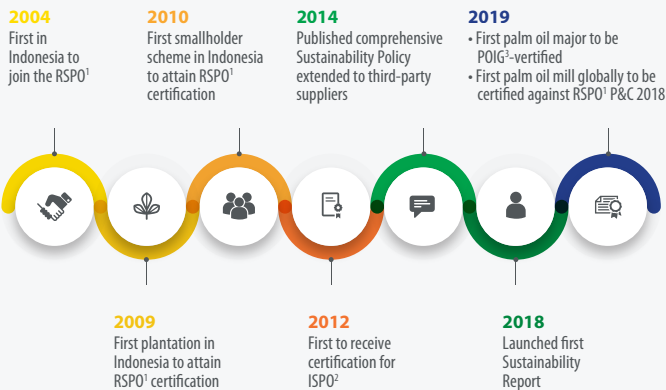 2004
First in
Indonesia to
join the RSPO¹
2010
First smallholder
scheme in Indonesia
to attain RSPO¹
certification
2014
Published comprehensive
Sustainability Policy
extended to third-party
suppliers
2019
• First palm oil major to be
POIG³-vertified
• First palm oil mill globally to be
certified against RSPO¹ P&C 2018
2009
First plantation in
Indonesia to attain
RSPO¹ certification
2012
First to receive
certification for
ISPO²
2018
Launched first
Sustainability
Report